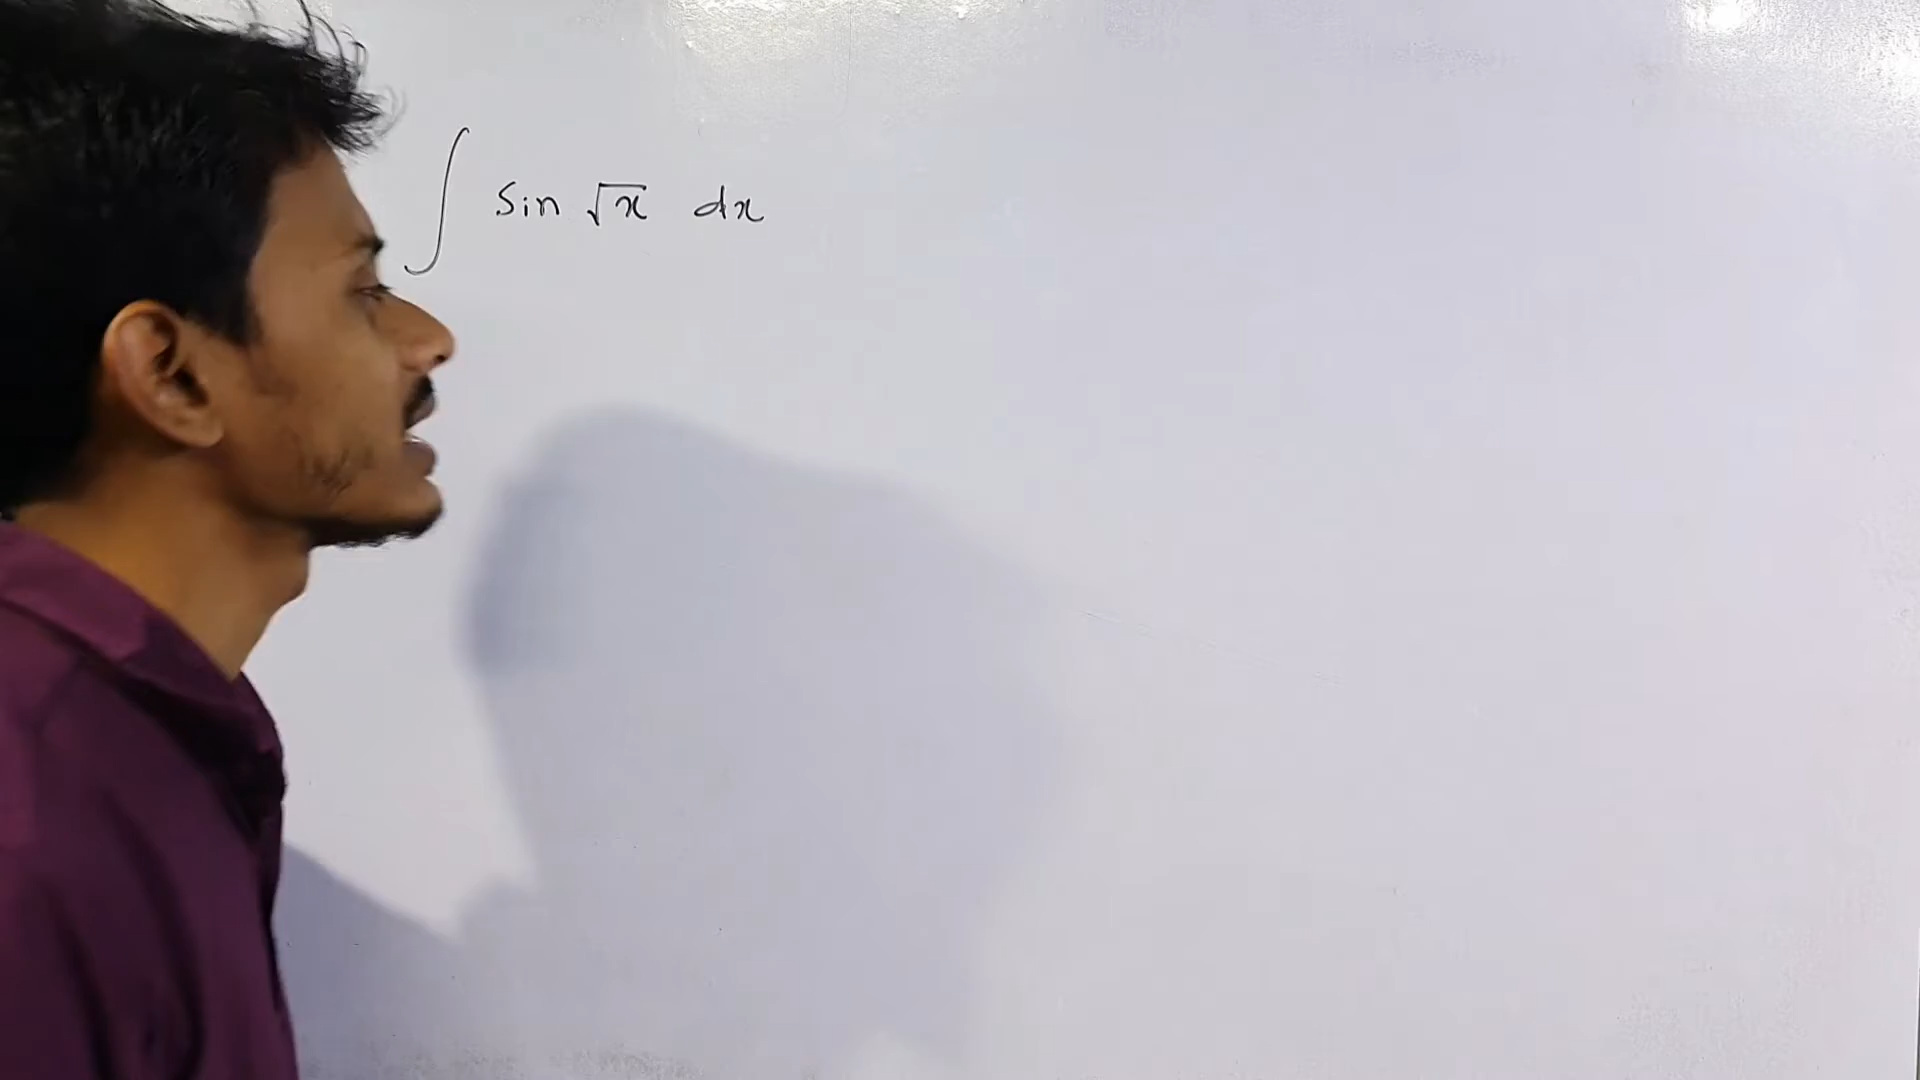 ∫ sin √x dx